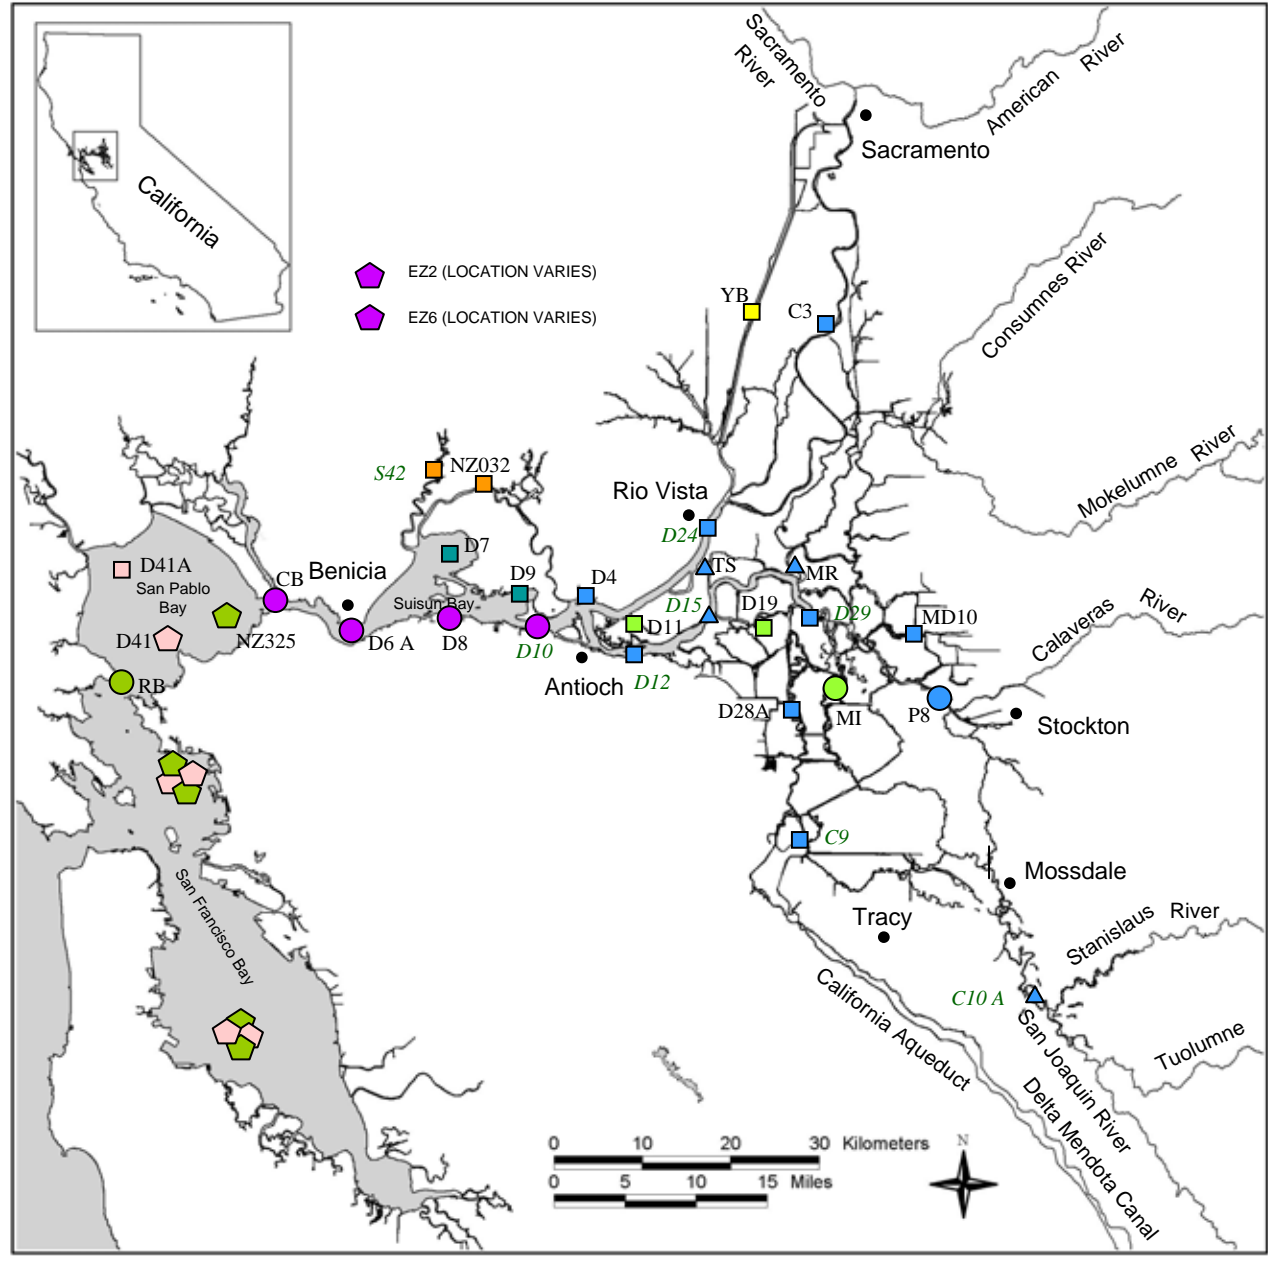 Sacramento
River
American River
Sacramento
California
Consumnes River
EZ2 (LOCATION VARIES)
EZ6 (LOCATION VARIES)
YB
C3
Mokelumne River
S42
NZ032
Rio Vista
D24
D7
D41A
San Pablo
Bay
CB
Benicia
D9
D4
TS
MR
Suisun Bay
D15
D19
D29
MD10
Calaveras River
D41
NZ325
D6 A
D8
D10
D11
RB
Antioch
D12
D28A
MI
P8
Stockton
C9
San Francisco Bay
Mossdale
Tracy
Stanislaus River
California Aqueduct
C10 A
San Joaquin River
Tuolumne
Delta Mendota Canal
0 10 20 30 Kilometers
0 5 10 15 Miles
N